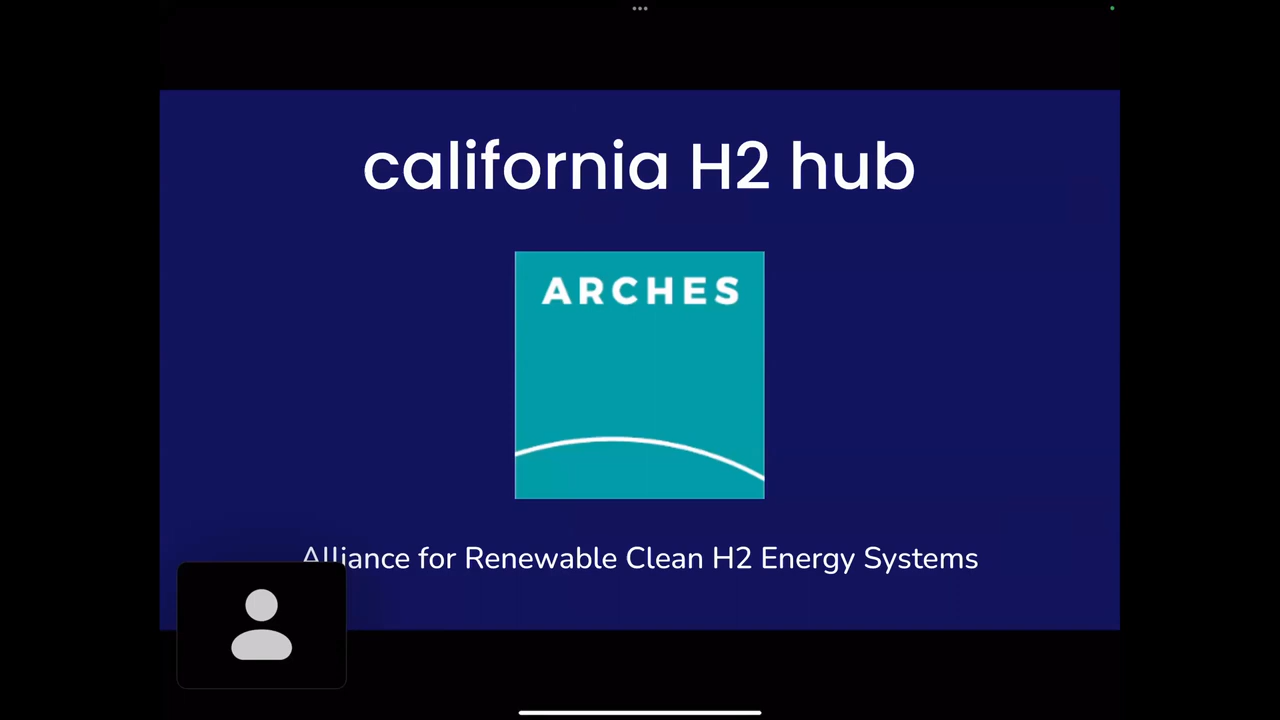 california H2 hub
ARCHES
Alliance for Renewable Clean H2 Energy Systems